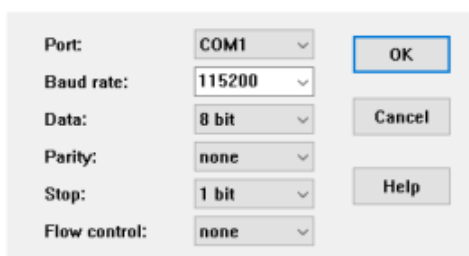 Port: COM1 OK
Baud rate: 115200
Data: 8 bit Cancel
Parity: none
Stop: 1 bit Help
Flow control: none